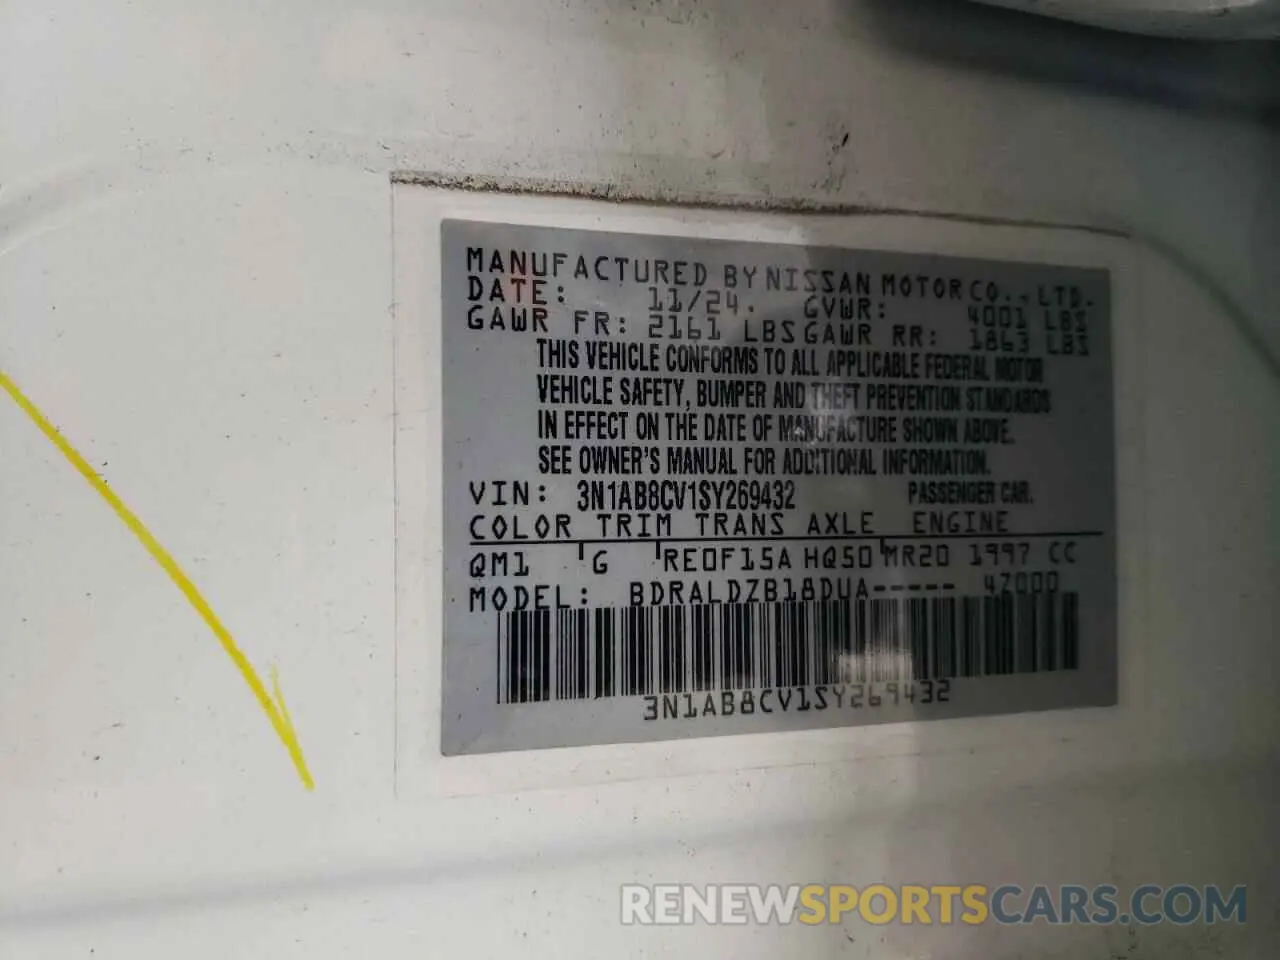 MANUFACTURED BY NISSAN MOTOR CO., LTD.
DATE: 11/24. GVWR: 4001 LBS
GAWR FR: 2161 LBS GAWR RR: 1863 LBS
THIS VEHICLE CONFORMS TO ALL APPLICABLE FEDERAL MOTOR
VEHICLE SAFETY, BUMPER AND THEFT PREVENTION STANDARDS
IN EFFECT ON THE DATE OF MANUFACTURE SHOWN ABOVE.
SEE OWNER'S MANUAL FOR ADDITIONAL INFORMATION.
VIN: 3N1AB8CV1SY269432 PASSENGER CAR.
COLOR TRIM TRANS AXLE ENGINE
QM1 G RE0F15A HQ50 MR20 1997 CC
MODEL: BDRALDZB18DUA----- 4Z000
3N1AB8CV1SY269432
RENEWSPORTSCARS.COM